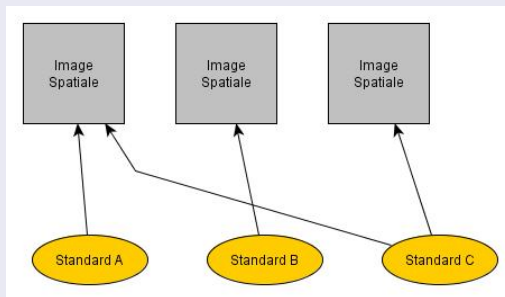 Image
Spatiale
Image
Spatiale
Image
Spatiale
Standard A
Standard B
Standard C